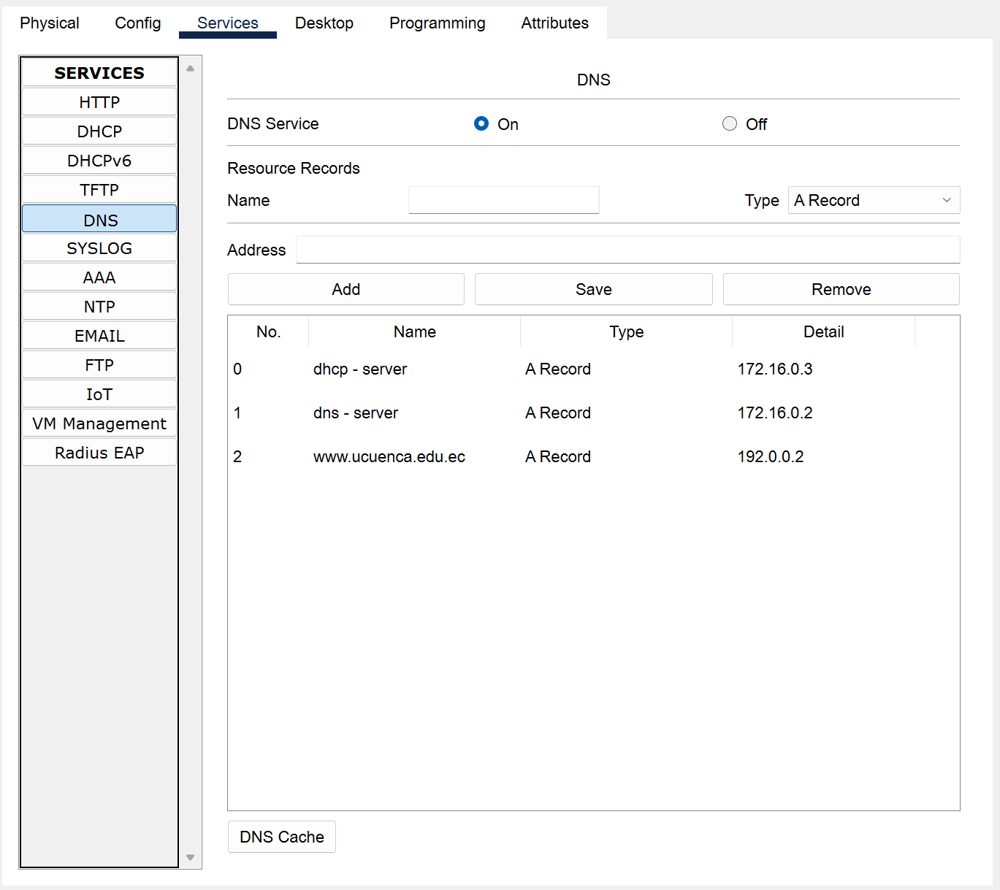 Physical Config Services Desktop Programming Attributes
SERVICES
HTTP
DHCP
DHCPv6
TFTP
DNS
SYSLOG
AAA
NTP
EMAIL
FTP
IoT
VM Management
Radius EAP
DNS
DNS Service On Off
Resource Records
Name Type A Record
Address
Add Save Remove
No. Name Type Detail
0 dhcp - server A Record 172.16.0.3
1 dns - server A Record 172.16.0.2
2 www.ucuenca.edu.ec A Record 192.0.0.2
DNS Cache